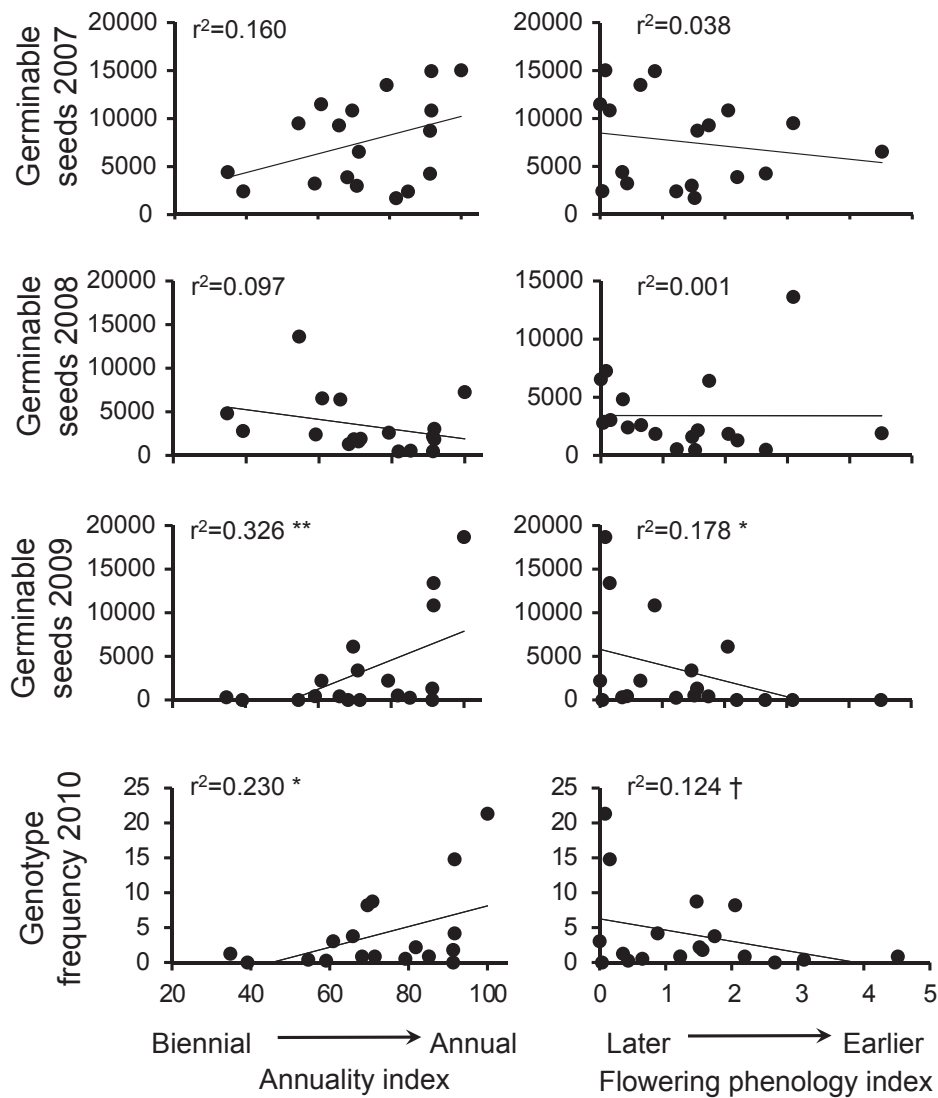 Germinable
seeds 2007
20000
15000
10000
5000
0
r²=0.160
20000
15000
10000
5000
0
r²=0.038
Germinable
seeds 2008
20000
15000
10000
5000
0
r²=0.097
15000
10000
5000
0
r²=0.001
Germinable
seeds 2009
20000
15000
10000
5000
0
r²=0.326 **
20000
15000
10000
5000
0
r²=0.178 *
Genotype
frequency 2010
25
20
15
10
5
0
r²=0.230 *
25
20
15
10
5
0
r²=0.124 †
20 40 60 80 100
0 1 2 3 4 5
Biennial Annual
Later Earlier
Annuality index
Flowering phenology index